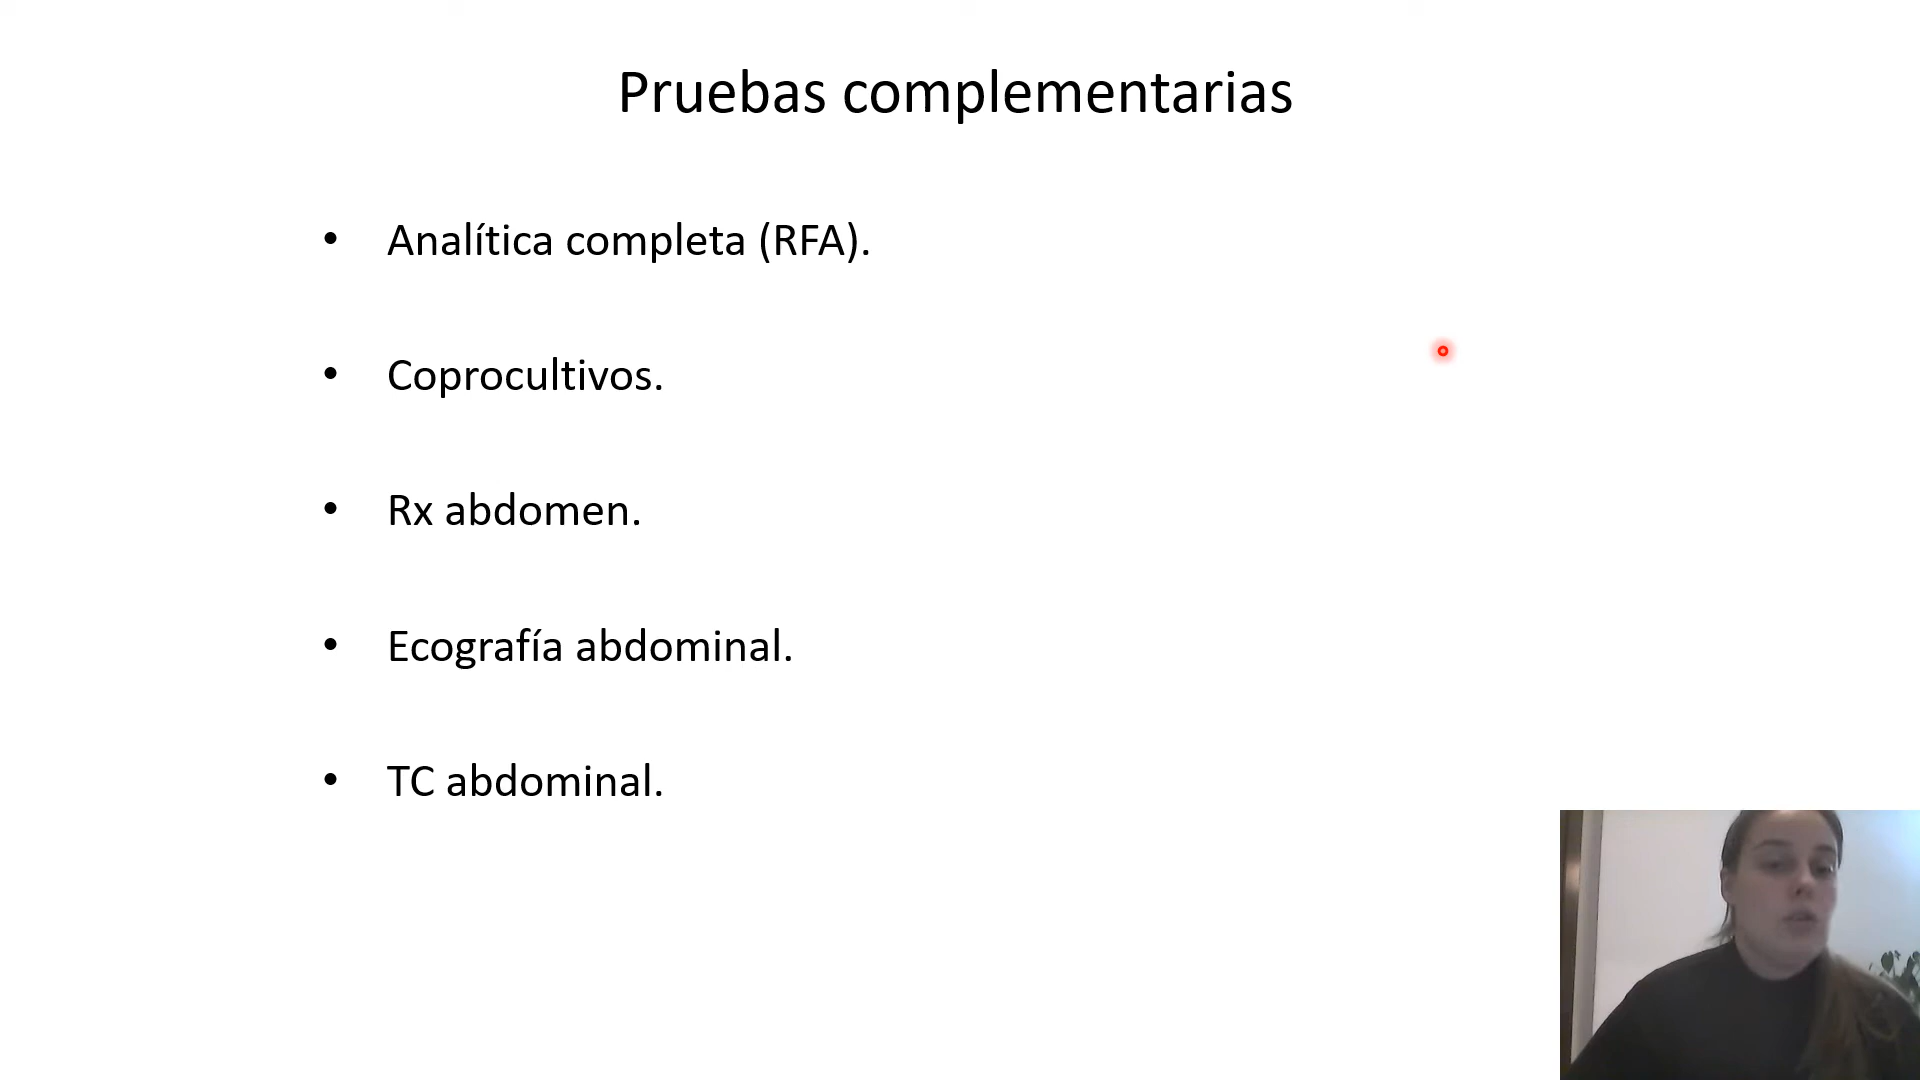 Pruebas complementarias
• Analítica completa (RFA).
• Coprocultivos.
• Rx abdomen.
• Ecografía abdominal.
• TC abdominal.